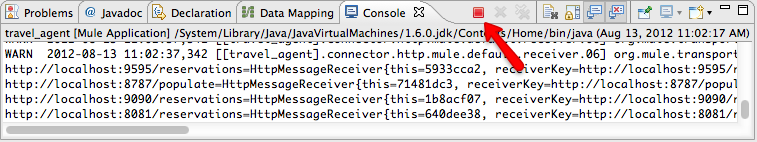 Problems @ Javadoc Declaration Data Mapping Console
travel_agent [Mule Application] /System/Library/Java/JavaVirtualMachines/1.6.0.jdk/Contents/Home/bin/java (Aug 13, 2012 11:02:17 AM)
WARN 2012-08-13 11:02:37,342 [[travel_agent].connector.http.mule.default.receiver.06] org.mule.transport
http://localhost:9595/reservations=HttpMessageReceiver{this=5933cca2, receiverKey=http://localhost:9595/r
http://localhost:8787/populate=HttpMessageReceiver{this=71481dc3, receiverKey=http://localhost:8787/popul
http://localhost:9090/reservations=HttpMessageReceiver{this=1b8acf07, receiverKey=http://localhost:9090/r
http://localhost:8081/reservations=HttpMessageReceiver{this=640dee38, receiverKey=http://localhost:8081/r